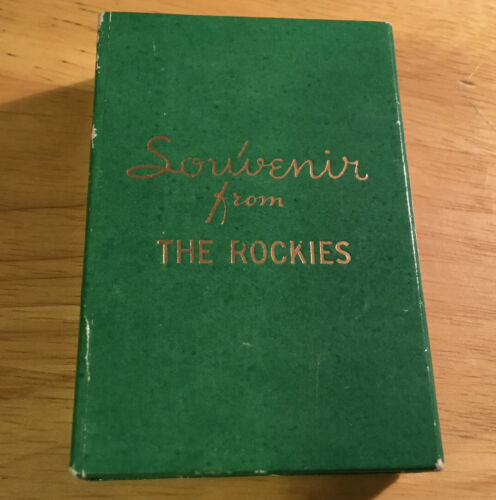 Souvenir
from
THE ROCKIES